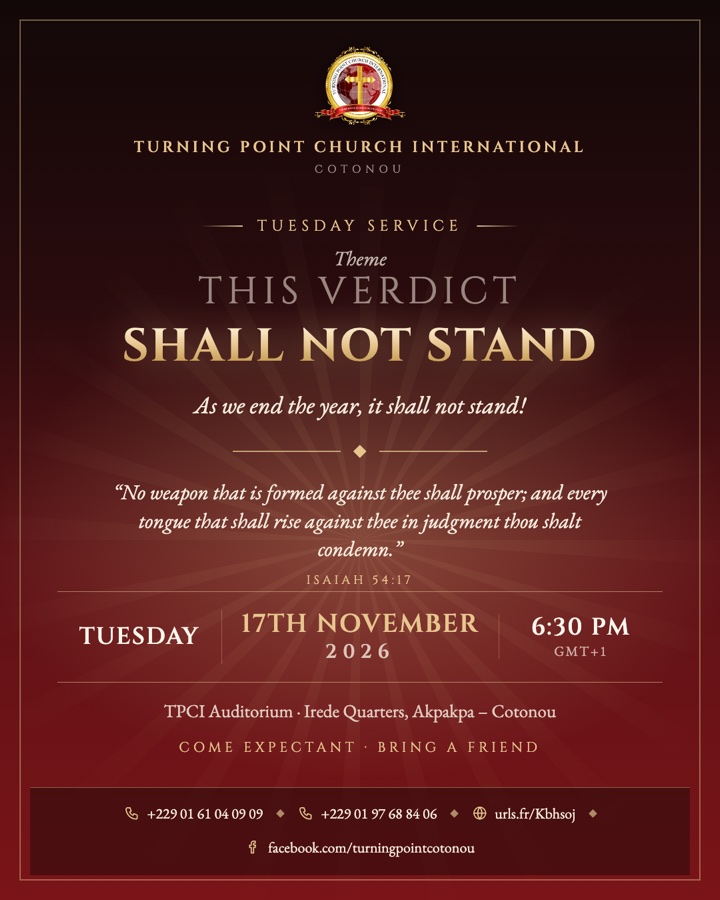 TURNING POINT CHURCH INTERNATIONAL
TURNING POINT CHURCH INTERNATIONAL
COTONOU
TUESDAY SERVICE
Theme
THIS VERDICT
SHALL NOT STAND
As we end the year, it shall not stand!
“No weapon that is formed against thee shall prosper; and every
tongue that shall rise against thee in judgment thou shalt
condemn.”
ISAIAH 54:17
TUESDAY
17TH NOVEMBER
2026
6:30 PM
GMT+1
TPCI Auditorium · Irede Quarters, Akpakpa – Cotonou
COME EXPECTANT · BRING A FRIEND
+229 01 61 04 09 09 ◆ +229 01 97 68 84 06 ◆ urls.fr/Kbhsoj ◆
facebook.com/turningpointcotonou